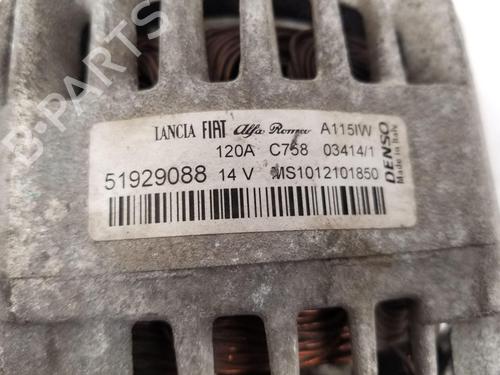 LANCIA FIAT Alfa Romeo A115IW
120A C758 03414/1
51929088 14 V MS1012101850
DENSO
Made in Italy
B-PARTS